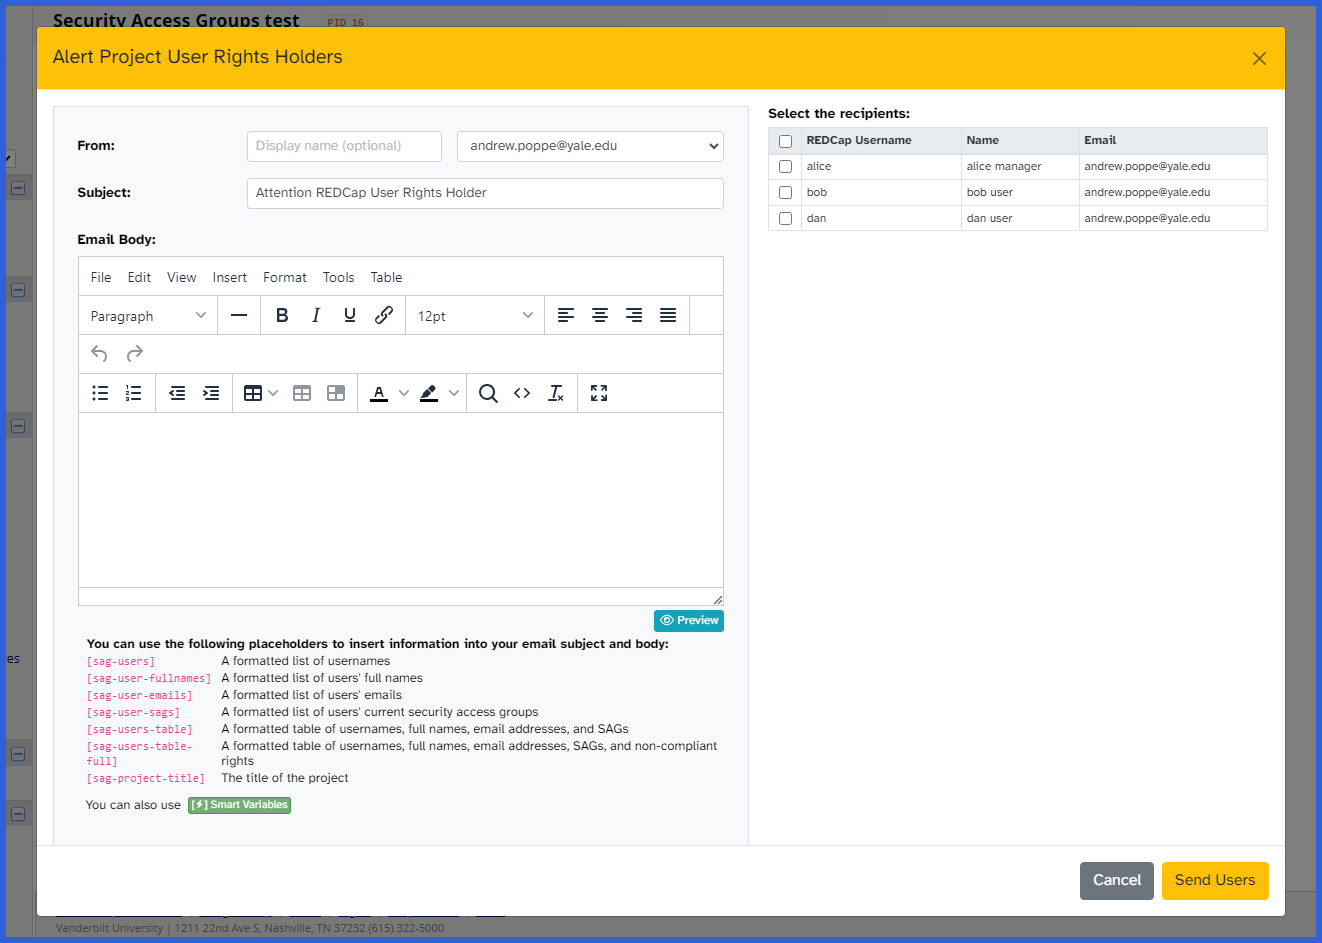 Security Access Groups test PID 16
Alert Project User Rights Holders
From:
Display name (optional)
andrew.poppe@yale.edu
Subject:
Attention REDCap User Rights Holder
Email Body:
File Edit View Insert Format Tools Table
Paragraph
B I U
12pt
Preview
You can use the following placeholders to insert information into your email subject and body:
[sag-users] A formatted list of usernames
[sag-user-fullnames] A formatted list of users' full names
[sag-user-emails] A formatted list of users' emails
[sag-user-sags] A formatted list of users' current security access groups
[sag-users-table] A formatted table of usernames, full names, email addresses, and SAGs
[sag-users-table-full] A formatted table of usernames, full names, email addresses, SAGs, and non-compliant
rights
[sag-project-title] The title of the project
You can also use [⚡] Smart Variables
Select the recipients:
REDCap Username Name Email
alice alice manager andrew.poppe@yale.edu
bob bob user andrew.poppe@yale.edu
dan dan user andrew.poppe@yale.edu
Cancel
Send Users
es
Vanderbilt University | 1211 22nd Ave S, Nashville, TN 37232 (615) 322-5000